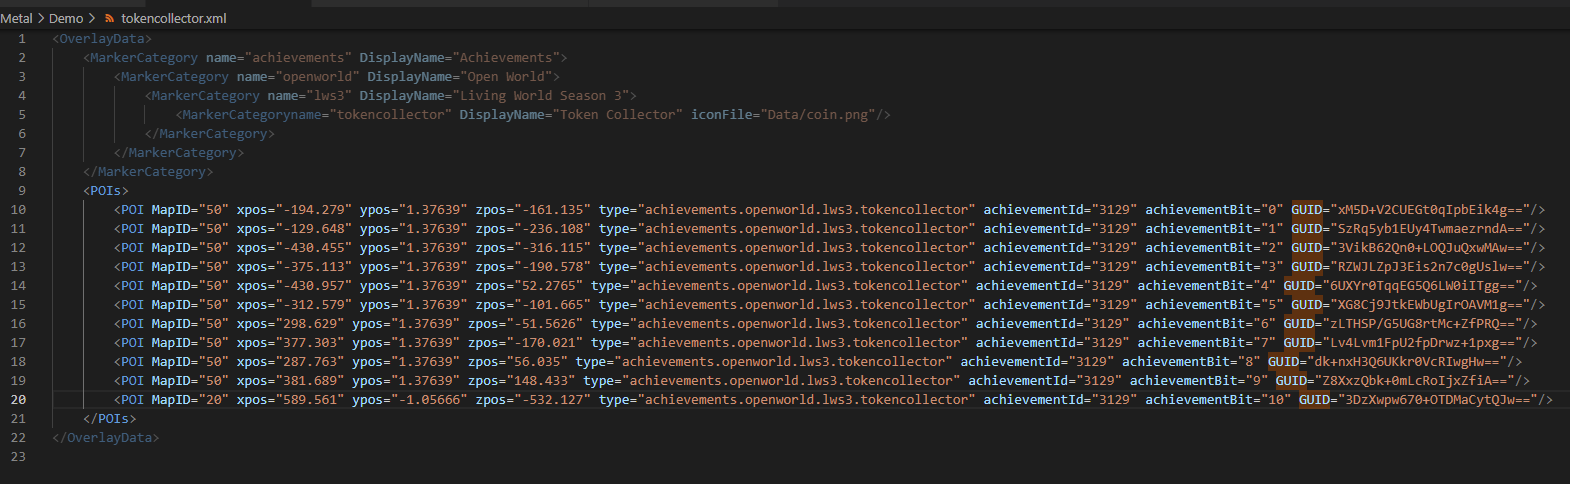 Metal > Demo > tokencollector.xml
1 <OverlayData>
2 <MarkerCategory name="achievements" DisplayName="Achievements">
3 <MarkerCategory name="openworld" DisplayName="Open World">
4 <MarkerCategory name="lws3" DisplayName="Living World Season 3">
5 <MarkerCategoryname="tokencollector" DisplayName="Token Collector" iconFile="Data/coin.png"/>
6 </MarkerCategory>
7 </MarkerCategory>
8 </MarkerCategory>
9 <POIs>
10 <POI MapID="50" xpos="-194.279" ypos="1.37639" zpos="-161.135" type="achievements.openworld.lws3.tokencollector" achievementId="3129" achievementBit="0" GUID="xM5D+V2CUEGt0qIpbEik4g=="/>
11 <POI MapID="50" xpos="-129.648" ypos="1.37639" zpos="-236.108" type="achievements.openworld.lws3.tokencollector" achievementId="3129" achievementBit="1" GUID="SzRq5yb1EUy4TwmaezrndA=="/>
12 <POI MapID="50" xpos="-430.455" ypos="1.37639" zpos="-316.115" type="achievements.openworld.lws3.tokencollector" achievementId="3129" achievementBit="2" GUID="3VikB62Qn0+LOQJuQxwMAw=="/>
13 <POI MapID="50" xpos="-375.113" ypos="1.37639" zpos="-190.578" type="achievements.openworld.lws3.tokencollector" achievementId="3129" achievementBit="3" GUID="RZWJLZpJ3Eis2n7c0gUslw=="/>
14 <POI MapID="50" xpos="-430.957" ypos="1.37639" zpos="52.2765" type="achievements.openworld.lws3.tokencollector" achievementId="3129" achievementBit="4" GUID="6UXYr0TqqEG5Q6LW0iITgg=="/>
15 <POI MapID="50" xpos="-312.579" ypos="1.37639" zpos="-101.665" type="achievements.openworld.lws3.tokencollector" achievementId="3129" achievementBit="5" GUID="XG8Cj9JtkEWbUgIrOAVM1g=="/>
16 <POI MapID="50" xpos="298.629" ypos="1.37639" zpos="-51.5626" type="achievements.openworld.lws3.tokencollector" achievementId="3129" achievementBit="6" GUID="zLTHSP/G5UG8rtMc+ZfPRQ=="/>
17 <POI MapID="50" xpos="377.303" ypos="1.37639" zpos="-170.021" type="achievements.openworld.lws3.tokencollector" achievementId="3129" achievementBit="7" GUID="Lv4Lvm1FpU2fpDrwz+1pxg=="/>
18 <POI MapID="50" xpos="287.763" ypos="1.37639" zpos="56.035" type="achievements.openworld.lws3.tokencollector" achievementId="3129" achievementBit="8" GUID="dk+nxH3Q6UKkr0VcRIwgHw=="/>
19 <POI MapID="50" xpos="381.689" ypos="1.37639" zpos="148.433" type="achievements.openworld.lws3.tokencollector" achievementId="3129" achievementBit="9" GUID="Z8XxzQbk+0mLcRoIjxZfiA=="/>
20 <POI MapID="20" xpos="589.561" ypos="-1.05666" zpos="-532.127" type="achievements.openworld.lws3.tokencollector" achievementId="3129" achievementBit="10" GUID="3DzXwpw670+OTDMaCytQJw=="/>
21 </POIs>
22 </OverlayData>
23